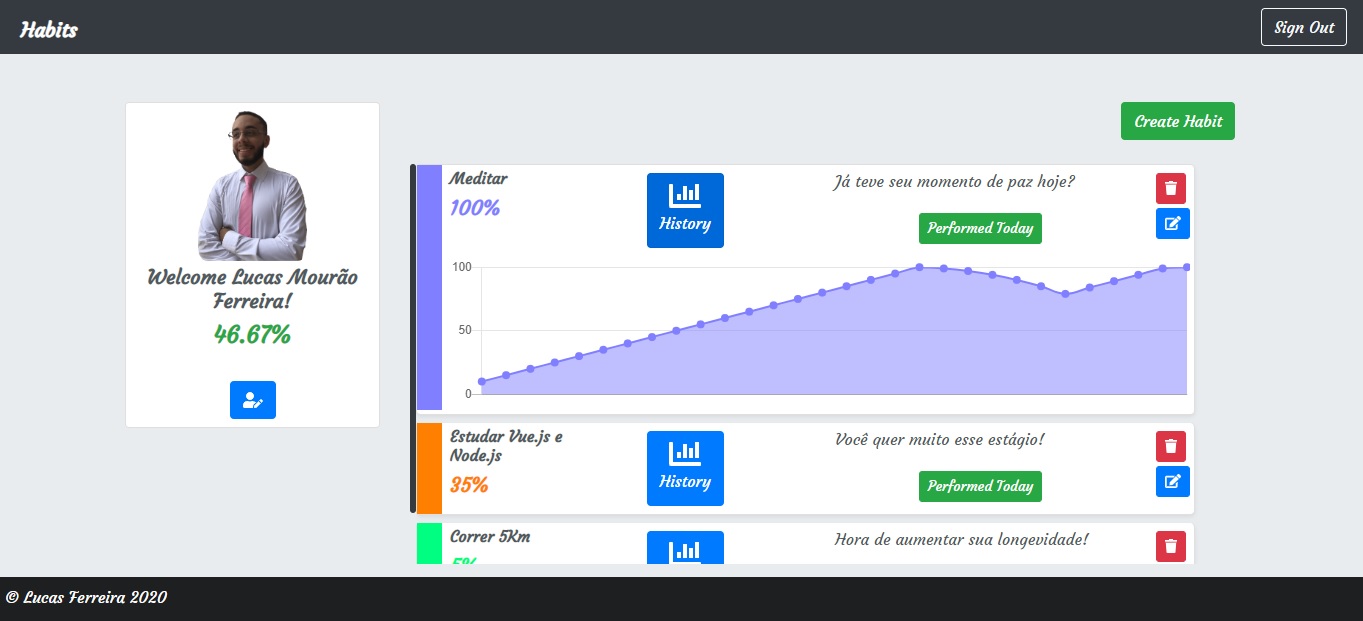 Habits
Sign Out
Welcome Lucas Mourão
Ferreira!
46.67%
Create Habit
Meditar
100%
History
Já teve seu momento de paz hoje?
Performed Today
100
50
0
Estudar Vue.js e
Node.js
35%
History
Você quer muito esse estágio!
Performed Today
Correr 5Km
5%
Hora de aumentar sua longevidade!
© Lucas Ferreira 2020